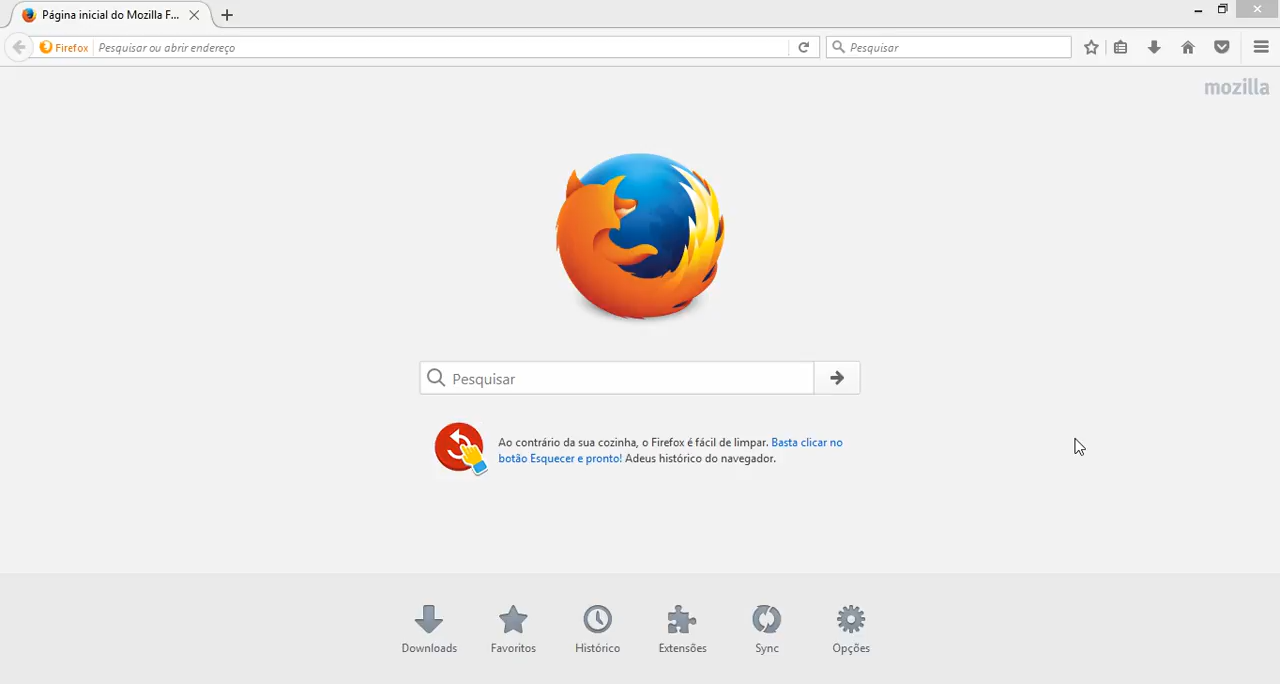 Página inicial do Mozilla F...
Firefox
Pesquisar ou abrir endereço
Pesquisar
mozilla
Pesquisar
Ao contrário da sua cozinha, o Firefox é fácil de limpar. Basta clicar no
botão Esquecer e pronto! Adeus histórico do navegador.
Downloads
Favoritos
Histórico
Extensões
Sync
Opções